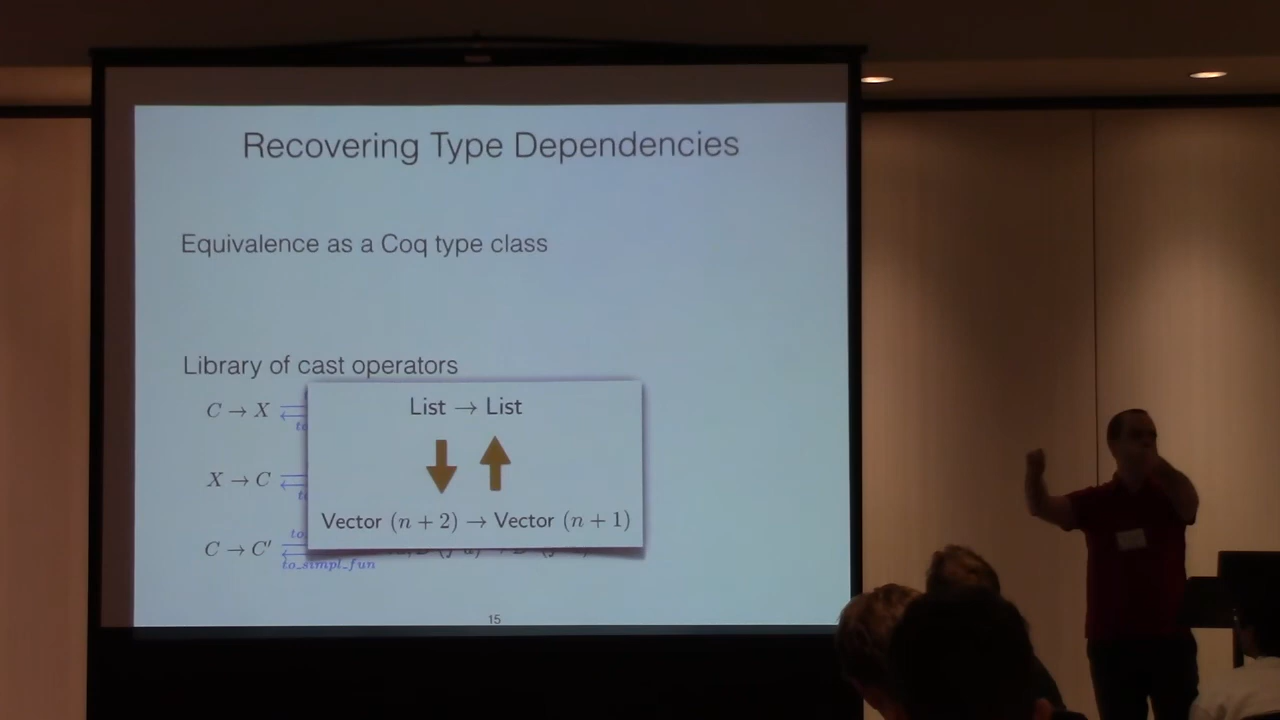 Recovering Type Dependencies
Equivalence as a Coq type class
Library of cast operators
C → X
List → List
X → C
Vector (n + 2) → Vector (n + 1)
C → C′
to_simpl_fun
15